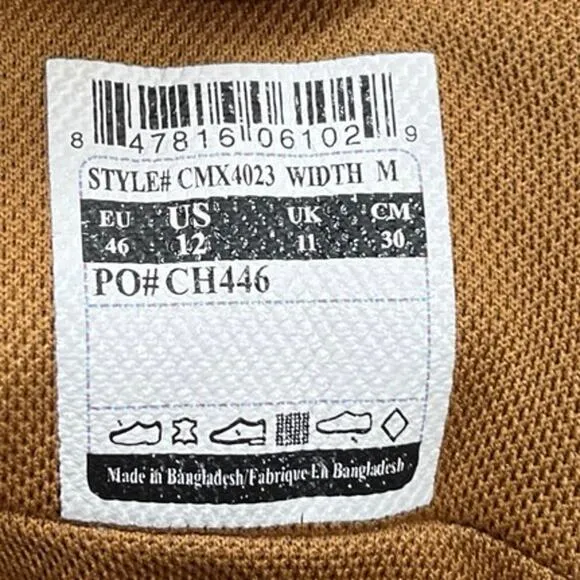 8 47816 06102 9
STYLE# CMX4023 WIDTH M
EU US UK CM
46 12 11 30
PO# CH446
Made in Bangladesh/Fabrique En Bangladesh